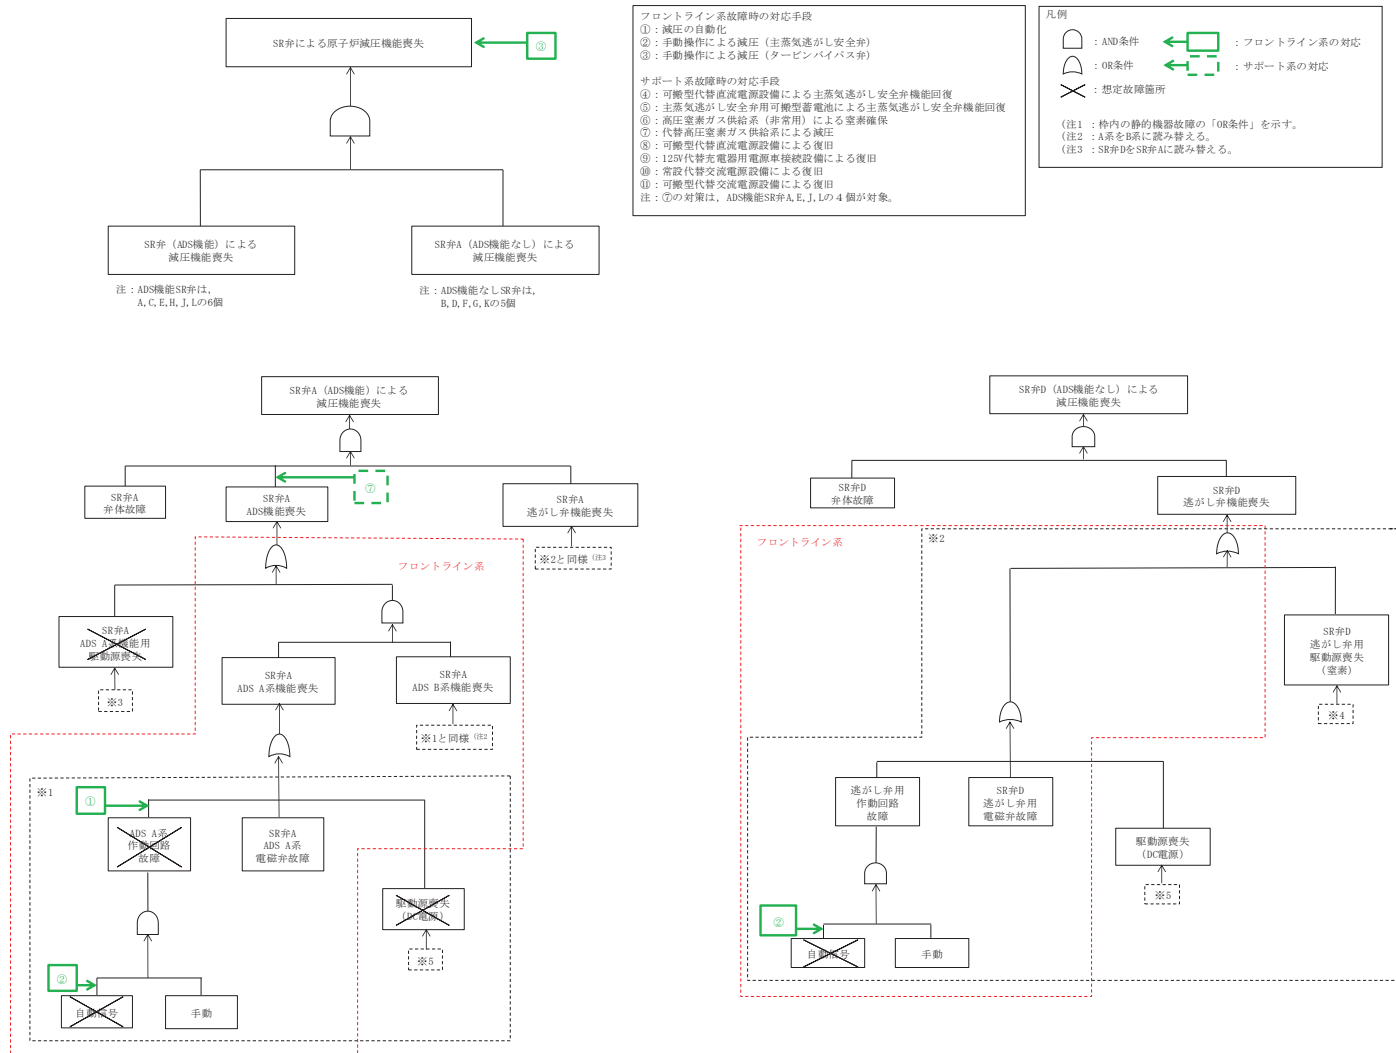 SR弁による原子炉減圧機能喪失
③
SR弁（ADS機能）による
減圧機能喪失
SR弁A（ADS機能なし）による
減圧機能喪失
注：ADS機能SR弁は，
A,C,E,H,J,Lの6個
注：ADS機能なしSR弁は，
B,D,F,G,Kの5個
フロントライン系故障時の対応手段
①：減圧の自動化
②：手動操作による減圧（主蒸気逃がし安全弁）
③：手動操作による減圧（タービンバイパス弁）
サポート系故障時の対応手段
④：可搬型代替直流電源設備による主蒸気逃がし安全弁機能回復
⑤：主蒸気逃がし安全弁用可搬型蓄電池による主蒸気逃がし安全弁機能回復
⑥：高圧窒素ガス供給系（非常用）による窒素確保
⑦：代替高圧窒素ガス供給系による減圧
⑧：可搬型代替直流電源設備による復旧
⑨：125V代替充電器用電源車接続設備による復旧
⑩：常設代替交流電源設備による復旧
⑪：可搬型代替交流電源設備による復旧
注：⑦の対策は，ADS機能SR弁A,E,J,Lの４個が対象。
凡例
：AND条件
：フロントライン系の対応
：OR条件
：サポート系の対応
：想定故障箇所
(注1 ：枠内の静的機器故障の「OR条件」を示す。
(注2 ：A系をB系に読み替える。
(注3 ：SR弁DをSR弁Aに読み替える。
SR弁A（ADS機能）による
減圧機能喪失
SR弁A
弁体故障
SR弁A
ADS機能喪失
⑦
SR弁A
逃がし弁機能喪失
※2と同様（注3
フロントライン系
SR弁A
ADS A系機能用
駆動源喪失
※3
SR弁A
ADS A系機能喪失
SR弁A
ADS B系機能喪失
※1と同様（注2
※1
①
ADS A系
作動回路
故障
SR弁A
ADS A系
電磁弁故障
駆動源喪失
(DC電源)
※5
②
自動信号
手動
SR弁D（ADS機能なし）による
減圧機能喪失
SR弁D
弁体故障
SR弁D
逃がし弁機能喪失
フロントライン系
※2
SR弁D
逃がし弁用
駆動源喪失
（窒素）
※4
逃がし弁用
作動回路
故障
SR弁D
逃がし弁用
電磁弁故障
駆動源喪失
（DC電源）
※5
②
自動信号
手動